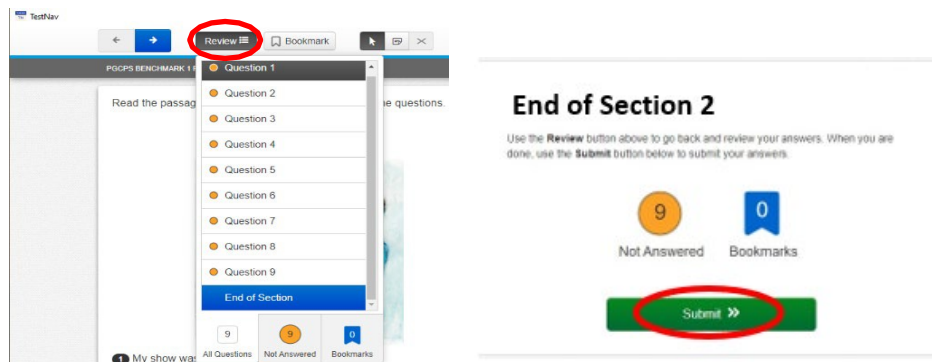 TestNav
Review
Bookmark
PGCPS BENCHMARK 1
Read the passag
e questions.
Question 1
Question 2
Question 3
Question 4
Question 5
Question 6
Question 7
Question 8
Question 9
End of Section
9
9
0
All Questions
Not Answered
Bookmarks
1 My show was
End of Section 2
Use the Review button above to go back and review your answers. When you are
done, use the Submit button below to submit your answers.
9
0
Not Answered
Bookmarks
Submit